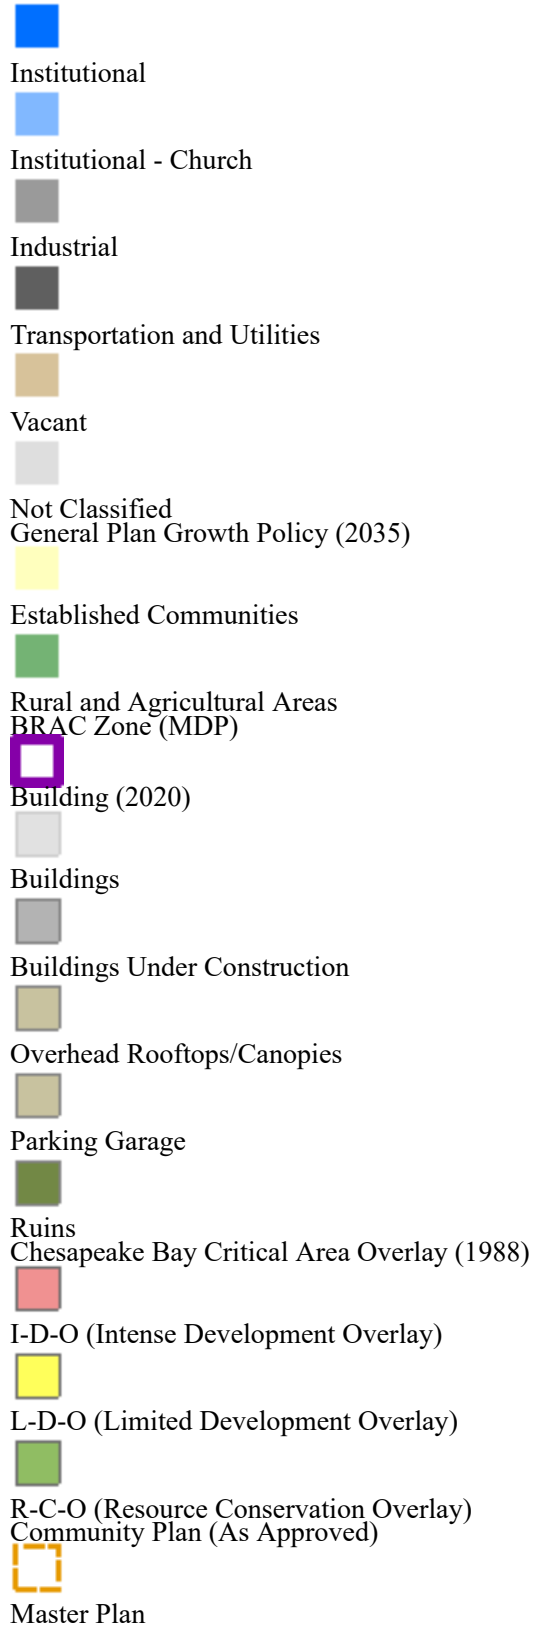 Institutional
Institutional - Church
Industrial
Transportation and Utilities
Vacant
Not Classified
General Plan Growth Policy (2035)
Established Communities
Rural and Agricultural Areas
BRAC Zone (MDP)
Building (2020)
Buildings
Buildings Under Construction
Overhead Rooftops/Canopies
Parking Garage
Ruins
Chesapeake Bay Critical Area Overlay (1988)
I-D-O (Intense Development Overlay)
L-D-O (Limited Development Overlay)
R-C-O (Resource Conservation Overlay)
Community Plan (As Approved)
Master Plan